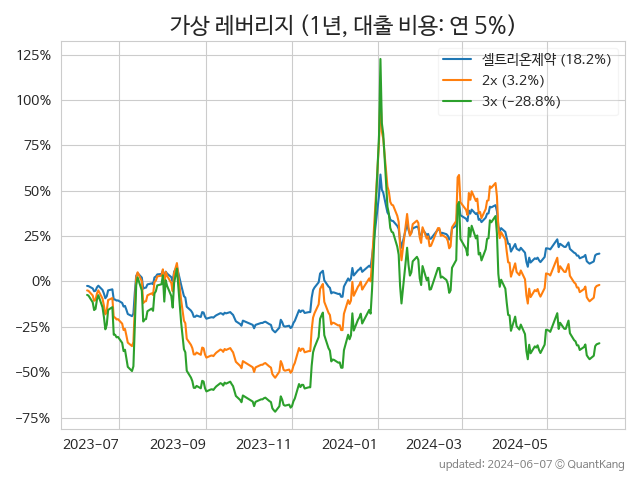 가상 레버리지 (1년, 대출 비용: 연 5%)
125%
100%
75%
50%
25%
0%
−25%
−50%
−75%
셀트리온제약 (18.2%)
2x (3.2%)
3x (−28.8%)
2023-07 2023-09 2023-11 2024-01 2024-03 2024-05
updated: 2024-06-07 © QuantKang